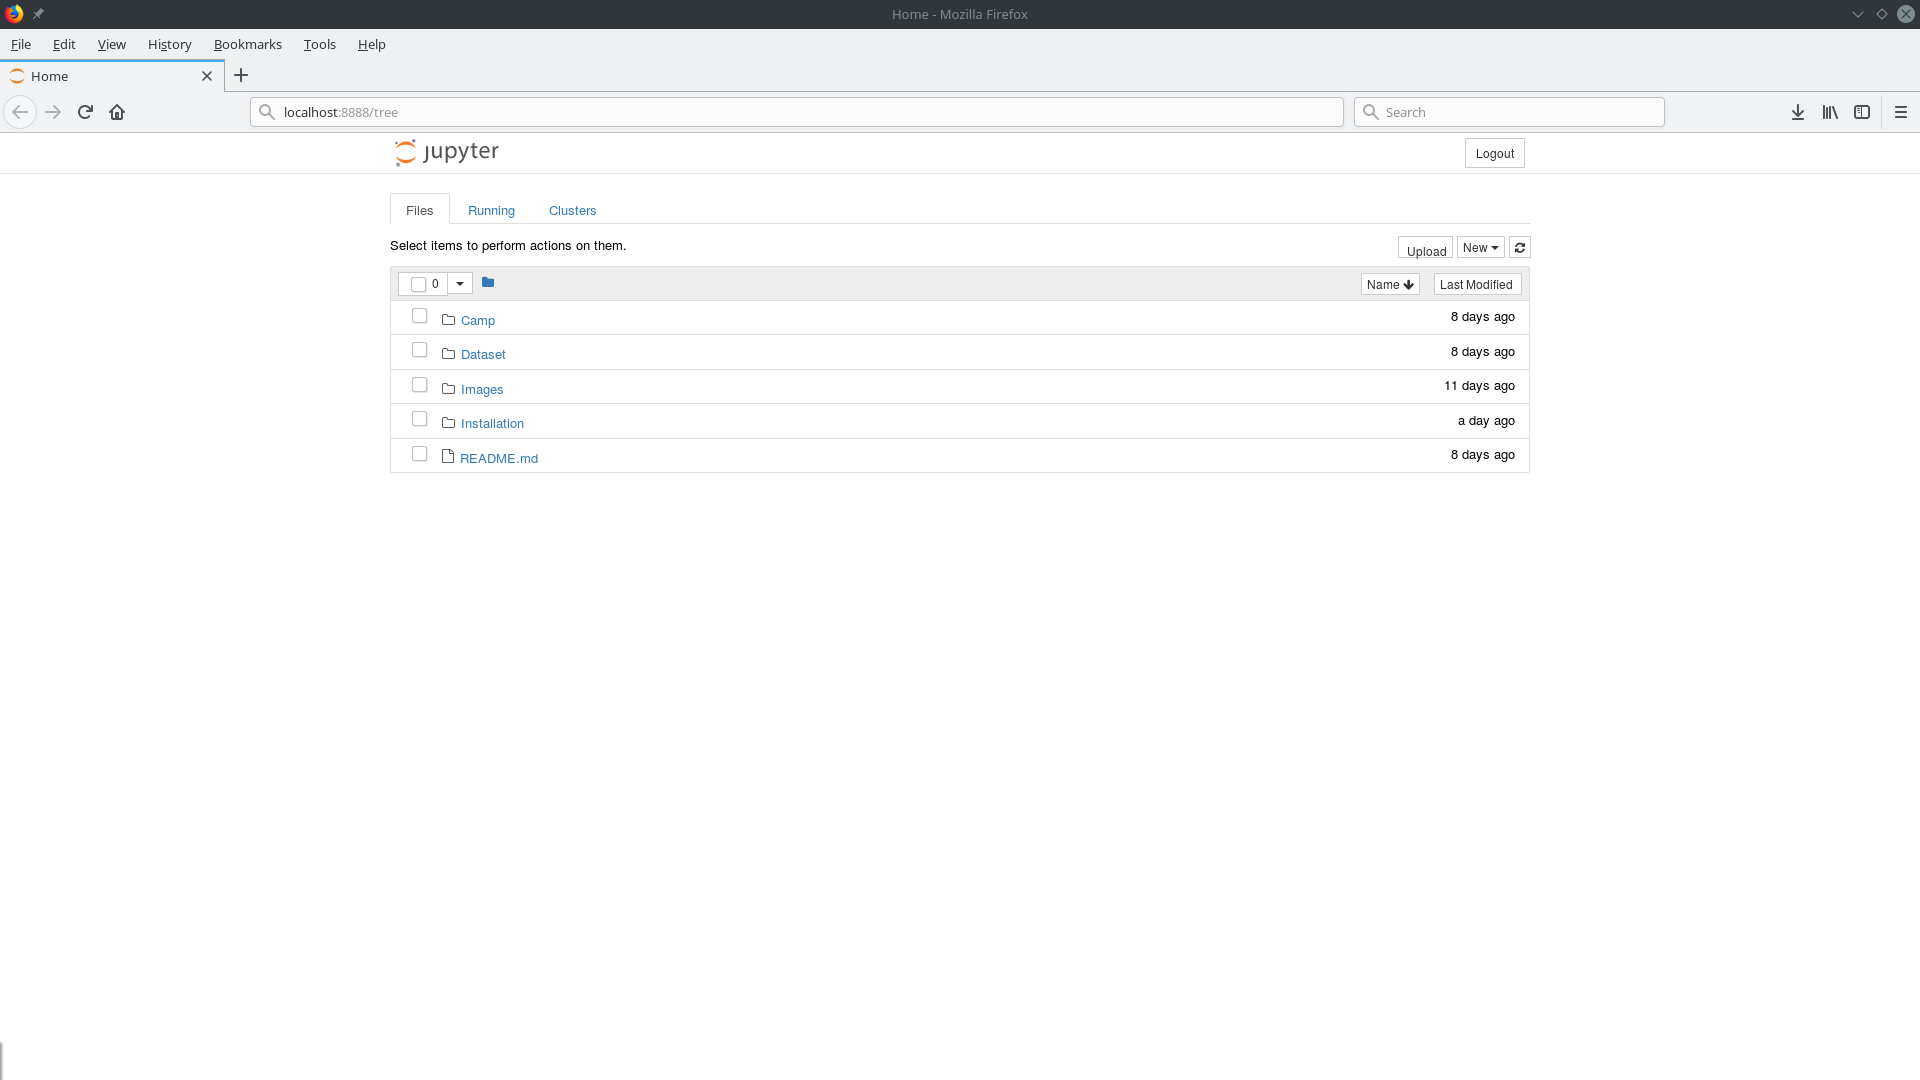 Home - Mozilla Firefox
File Edit View History Bookmarks Tools Help
Home
localhost:8888/tree Search
jupyter Logout
Files Running Clusters
Select items to perform actions on them. Upload New
0 Name Last Modified
Camp 8 days ago
Dataset 8 days ago
Images 11 days ago
Installation a day ago
README.md 8 days ago